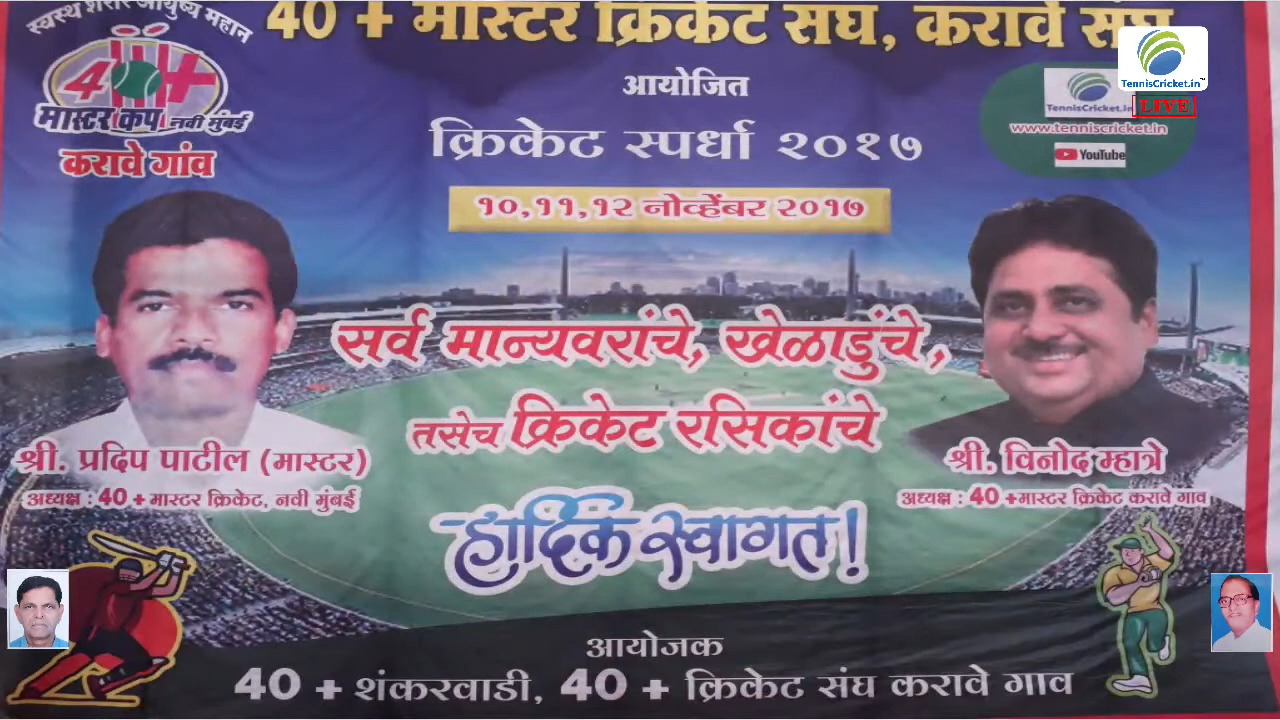 स्वस्थ शरीर आयुष्य महान
40 + मास्टर क्रिकेट संघ, करावे संघ
40+
मास्टर कप नवी मुंबई
करावे गांव
आयोजित
क्रिकेट स्पर्धा २०१७
१०,११,१२ नोव्हेंबर २०१७
TennisCricket.in™
LIVE
TennisCricket.in
www.tenniscricket.in
YouTube
सर्व मान्यवरांचे, खेळाडुंचे,
तसेच क्रिकेट रसिकांचे
हार्दिक स्वागत!
श्री. प्रदिप पाटील (मास्टर)
अध्यक्ष : 40 +मास्टर क्रिकेट, नवी मुंबई
श्री. विनोद म्हात्रे
अध्यक्ष : 40 +मास्टर क्रिकेट करावे गाव
आयोजक
40 + शंकरवाडी, 40 + क्रिकेट संघ करावे गाव